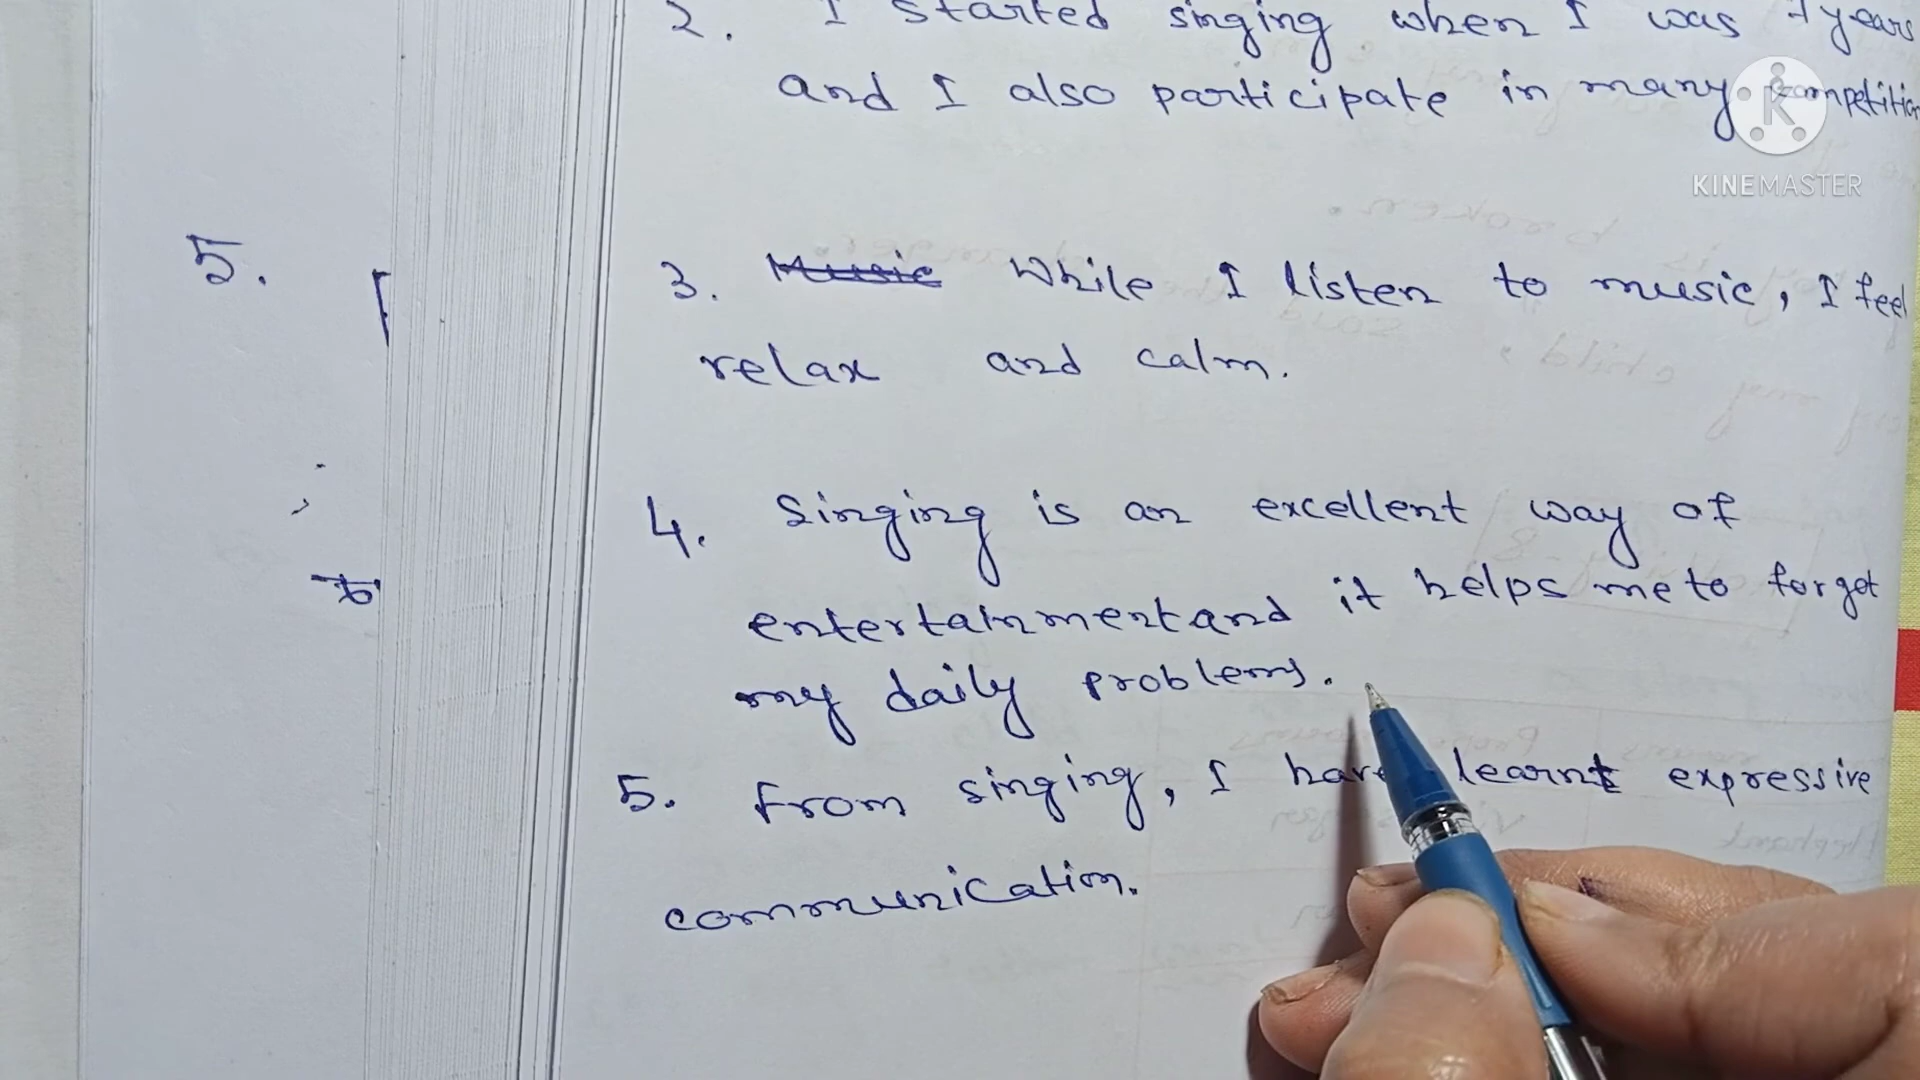 2. I started singing when I was 7 years
and I also participate in many competition
KINEMASTER
5.
3. Music While I listen to music, I feel
relax and calm.
4. Singing is an excellent way of
entertainment and it helps me to forget
my daily problems.
5. From singing, I have learnt expressive
communication.